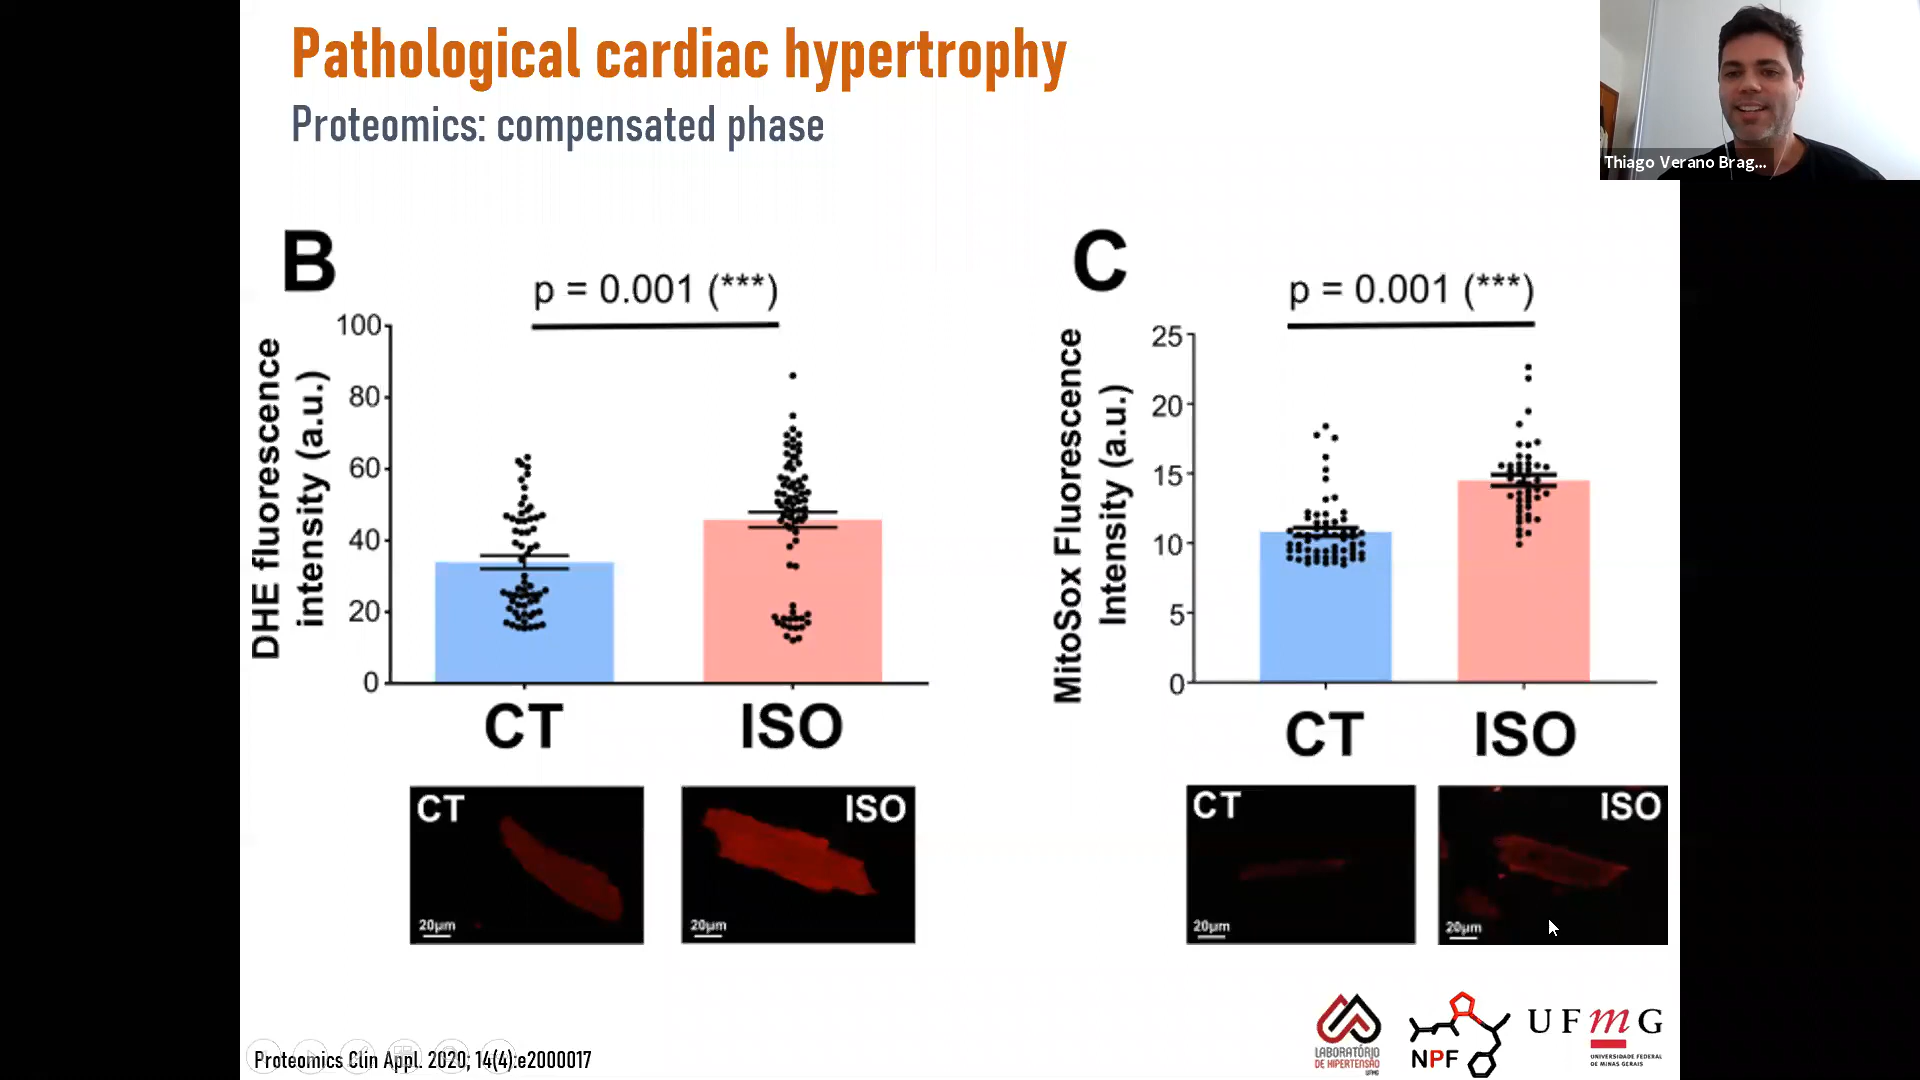 Pathological cardiac hypertrophy
Proteomics: compensated phase
Thiago Verano Brag...
B
p = 0.001 (***)
DHE fluorescence
intensity (a.u.)
100
80
60
40
20
0
CT
ISO
CT
20µm
ISO
20µm
C
p = 0.001 (***)
MitoSox Fluorescence
Intensity (a.u.)
25
20
15
10
5
0
CT
ISO
CT
20µm
ISO
20µm
Proteomics Clin Appl. 2020; 14(4):e2000017
LABORATÓRIO
DE HIPERTENSÃO
UFMG
NPF
UFmG
UNIVERSIDADE FEDERAL
DE MINAS GERAIS